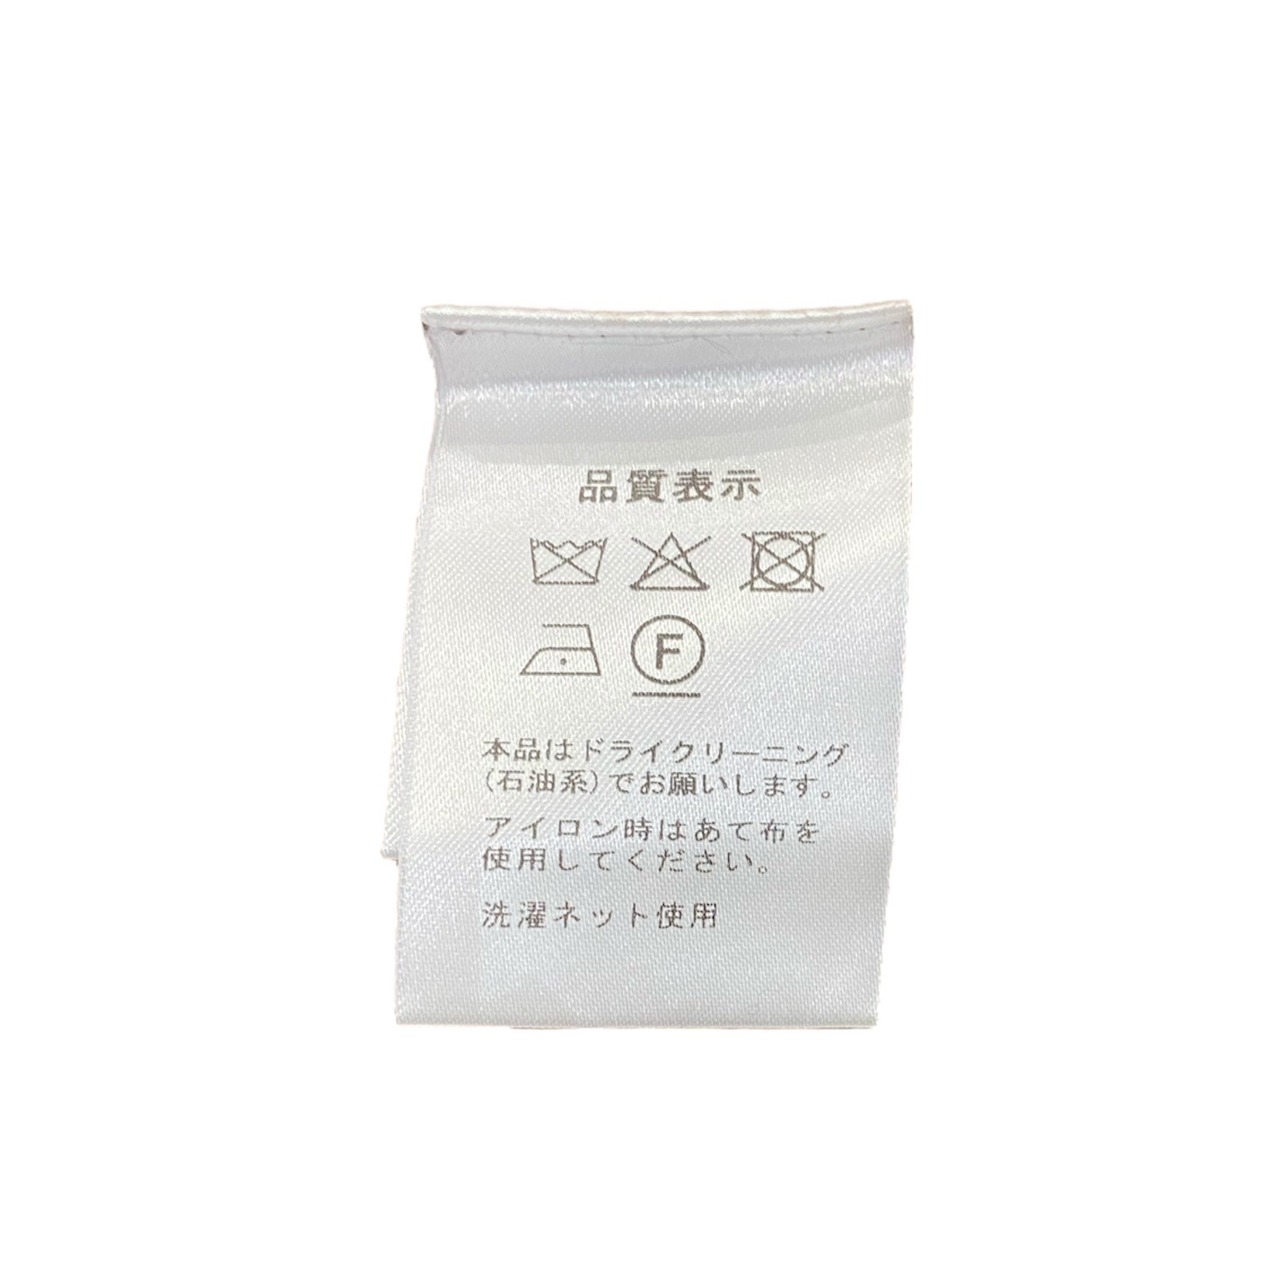 品質表示
F
本品はドライクリーニング
(石油系)でお願いします。
アイロン時はあて布を
使用してください。
洗濯ネット使用